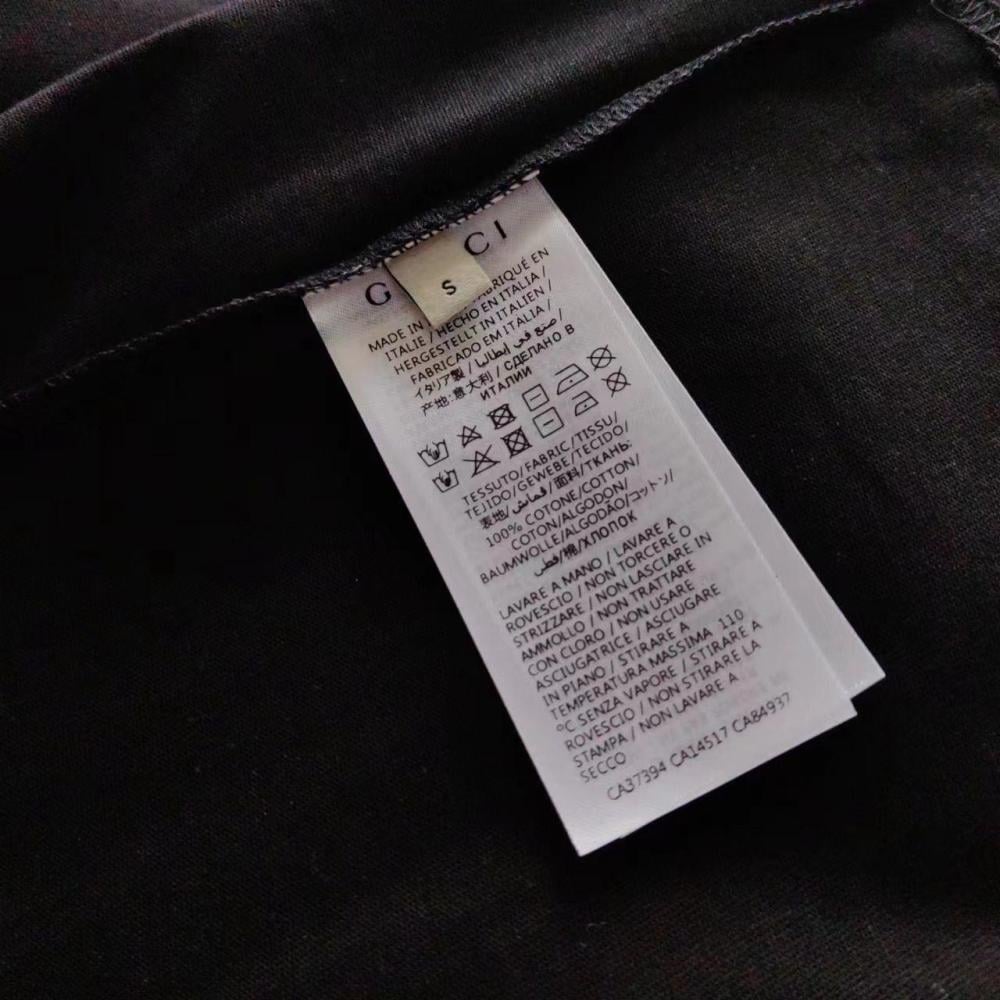 G CI
S
MADE IN ABRIQUÉ EN
ITALIE / HECHO EN ITALIA /
HERGESTELLT IN ITALIEN /
FABRICADO EM ITALIA /
イタリア製 / صنع في إيطاليا /
产地:意大利 / СДЕЛАНО В
ИТАЛИИ
TESSUTO/FABRIC/TISSU/
TEJIDO/GEWEBE/TECIDO/
表地/قماش/面料/ТКАНЬ:
100% COTONE/COTTON/
COTON/ALGODON/
BAUMWOLLE/ALGODÃO/コットン/
قطن/棉/ХЛОПОК
LAVARE A MANO / LAVARE A
ROVESCIO / NON TORCERE O
STRIZZARE / NON LASCIARE IN
AMMOLLO / NON TRATTARE
CON CLORO / NON USARE
ASCIUGATRICE / ASCIUGARE
IN PIANO / STIRARE A
TEMPERATURA MASSIMA 110
°C SENZA VAPORE / STIRARE A
ROVESCIO / NON STIRARE LA
STAMPA / NON LAVARE A
SECCO
CA37394 CA14517 CA84937